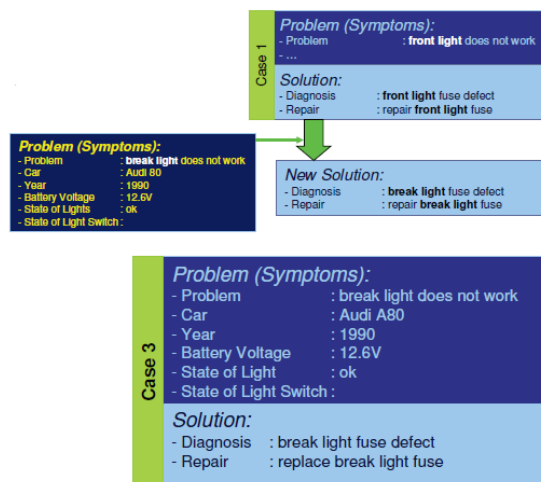 Case 1
Problem (Symptoms):
- Problem : front light does not work
- ...
Solution:
- Diagnosis : front light fuse defect
- Repair : repair front light fuse
Problem (Symptoms):
- Problem : break light does not work
- Car : Audi 80
- Year : 1990
- Battery Voltage : 12.6V
- State of Lights : ok
- State of Light Switch :
New Solution:
- Diagnosis : break light fuse defect
- Repair : repair break light fuse
Case 3
Problem (Symptoms):
- Problem : break light does not work
- Car : Audi A80
- Year : 1990
- Battery Voltage : 12.6V
- State of Light : ok
- State of Light Switch :
Solution:
- Diagnosis : break light fuse defect
- Repair : replace break light fuse